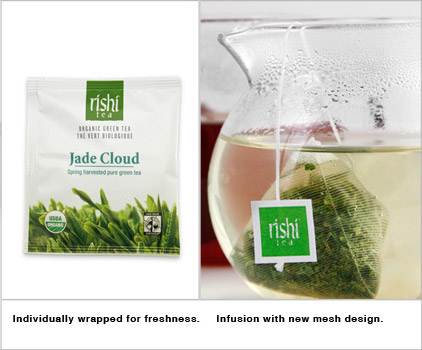 rishi
tea
ORGANIC GREEN TEA
THÉ VERT BIOLOGIQUE
Jade Cloud
Spring harvested pure green tea
USDA
ORGANIC
rishi
tea
Individually wrapped for freshness.
Infusion with new mesh design.